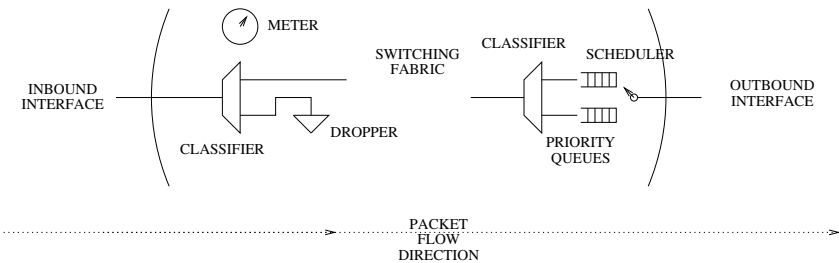 METER
SWITCHING
FABRIC
CLASSIFIER
SCHEDULER
INBOUND
INTERFACE
OUTBOUND
INTERFACE
DROPPER
CLASSIFIER
PRIORITY
QUEUES
PACKET
FLOW
DIRECTION